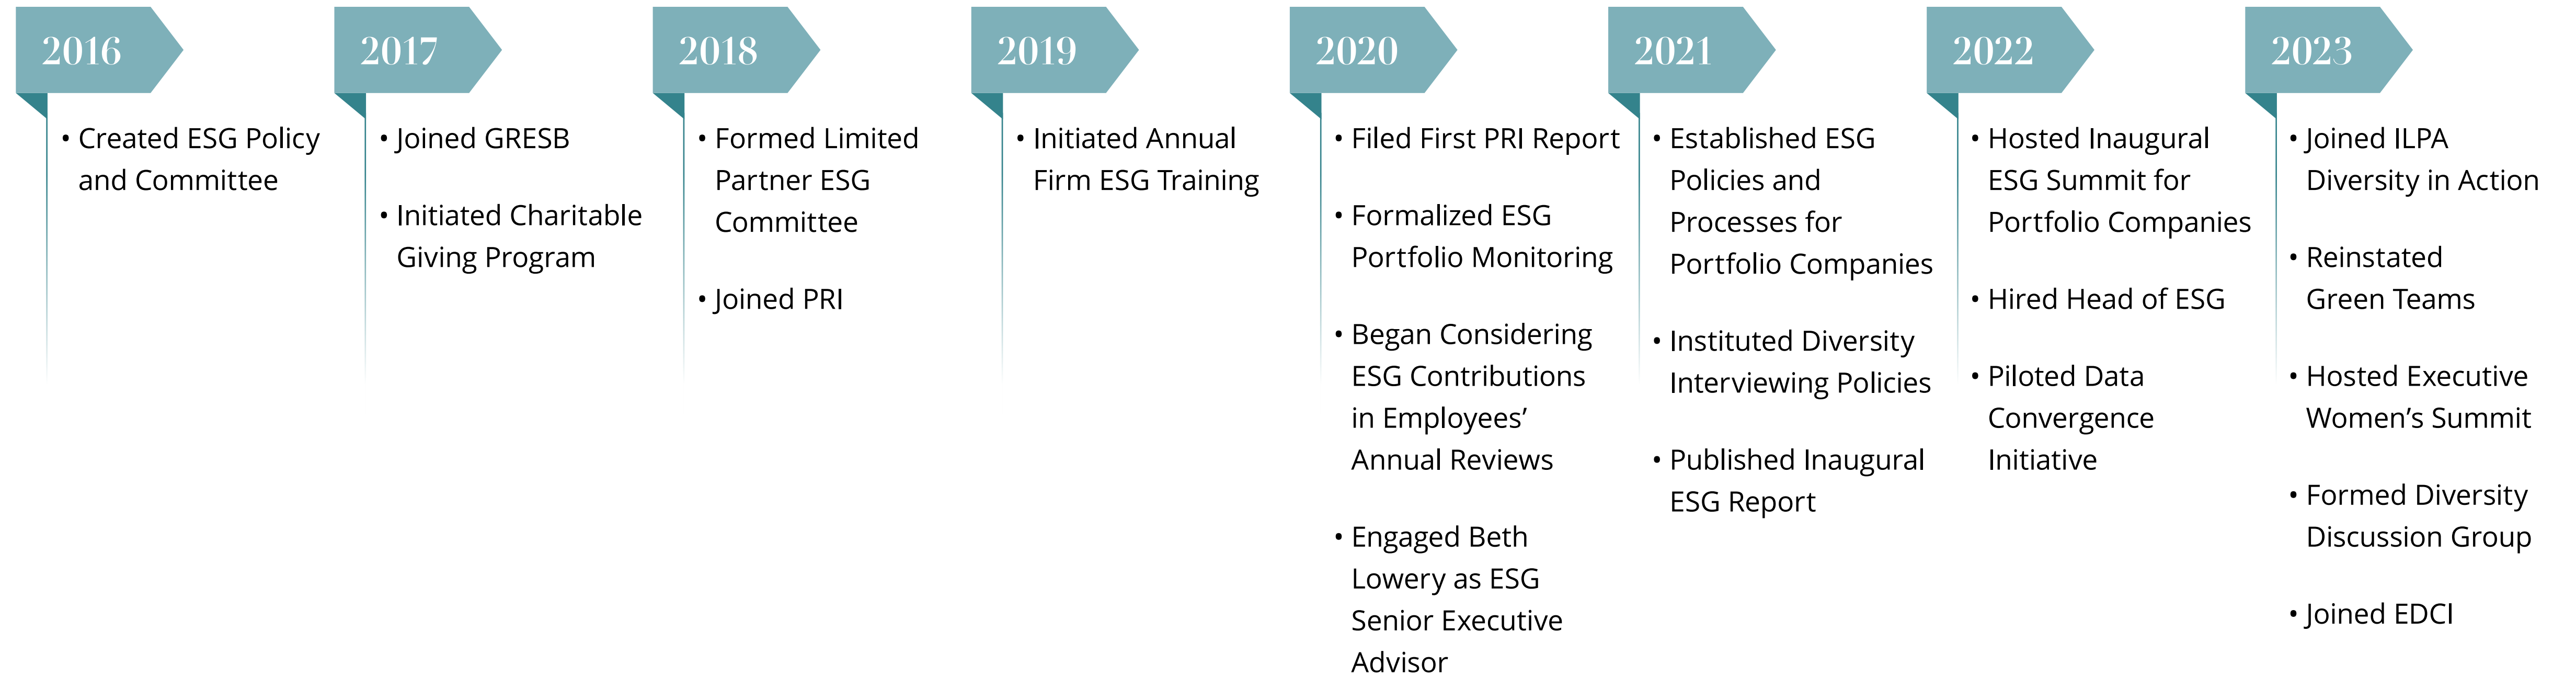 2016
• Created ESG Policy
and Committee
2017
• Joined GRESB
• Initiated Charitable
Giving Program
2018
• Formed Limited
Partner ESG
Committee
• Joined PRI
2019
• Initiated Annual
Firm ESG Training
2020
• Filed First PRI Report
• Formalized ESG
Portfolio Monitoring
• Began Considering
ESG Contributions
in Employees’
Annual Reviews
• Engaged Beth
Lowery as ESG
Senior Executive
Advisor
2021
• Established ESG
Policies and
Processes for
Portfolio Companies
• Instituted Diversity
Interviewing Policies
• Published Inaugural
ESG Report
2022
• Hosted Inaugural
ESG Summit for
Portfolio Companies
• Hired Head of ESG
• Piloted Data
Convergence
Initiative
2023
• Joined ILPA
Diversity in Action
• Reinstated
Green Teams
• Hosted Executive
Women’s Summit
• Formed Diversity
Discussion Group
• Joined EDCI